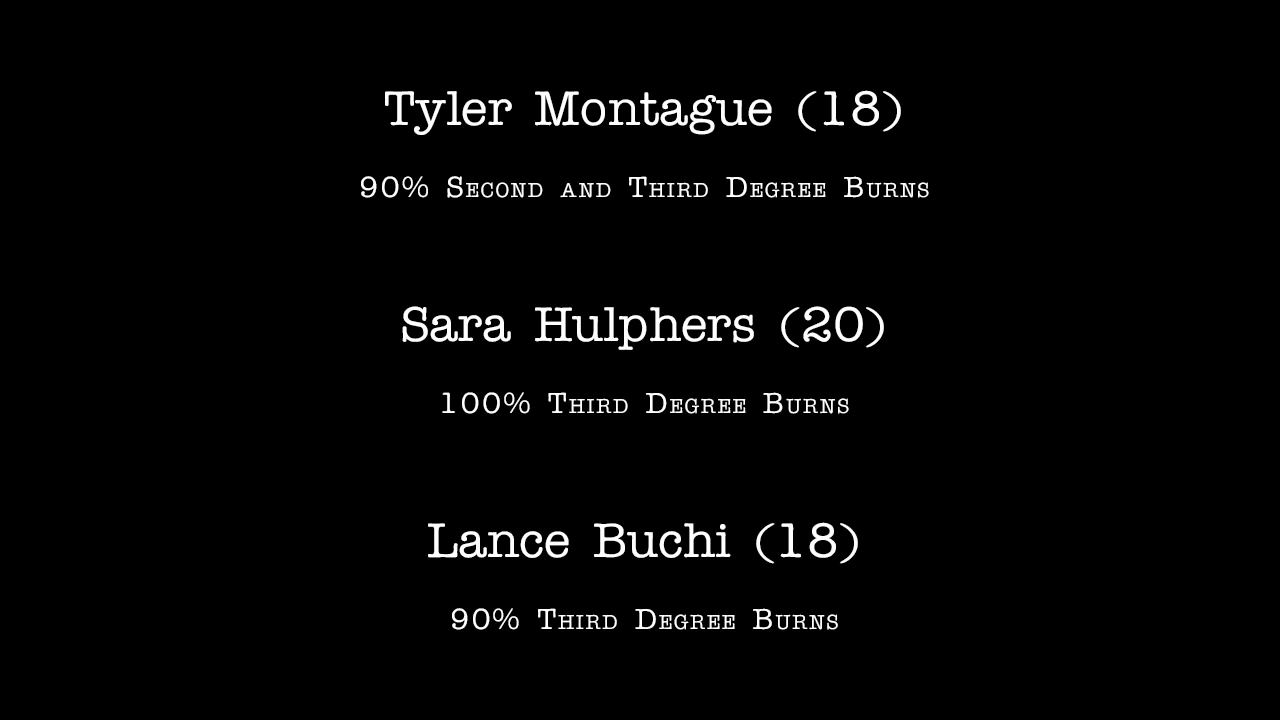 Tyler Montague (18)
90% Second and Third Degree Burns
Sara Hulphers (20)
100% Third Degree Burns
Lance Buchi (18)
90% Third Degree Burns